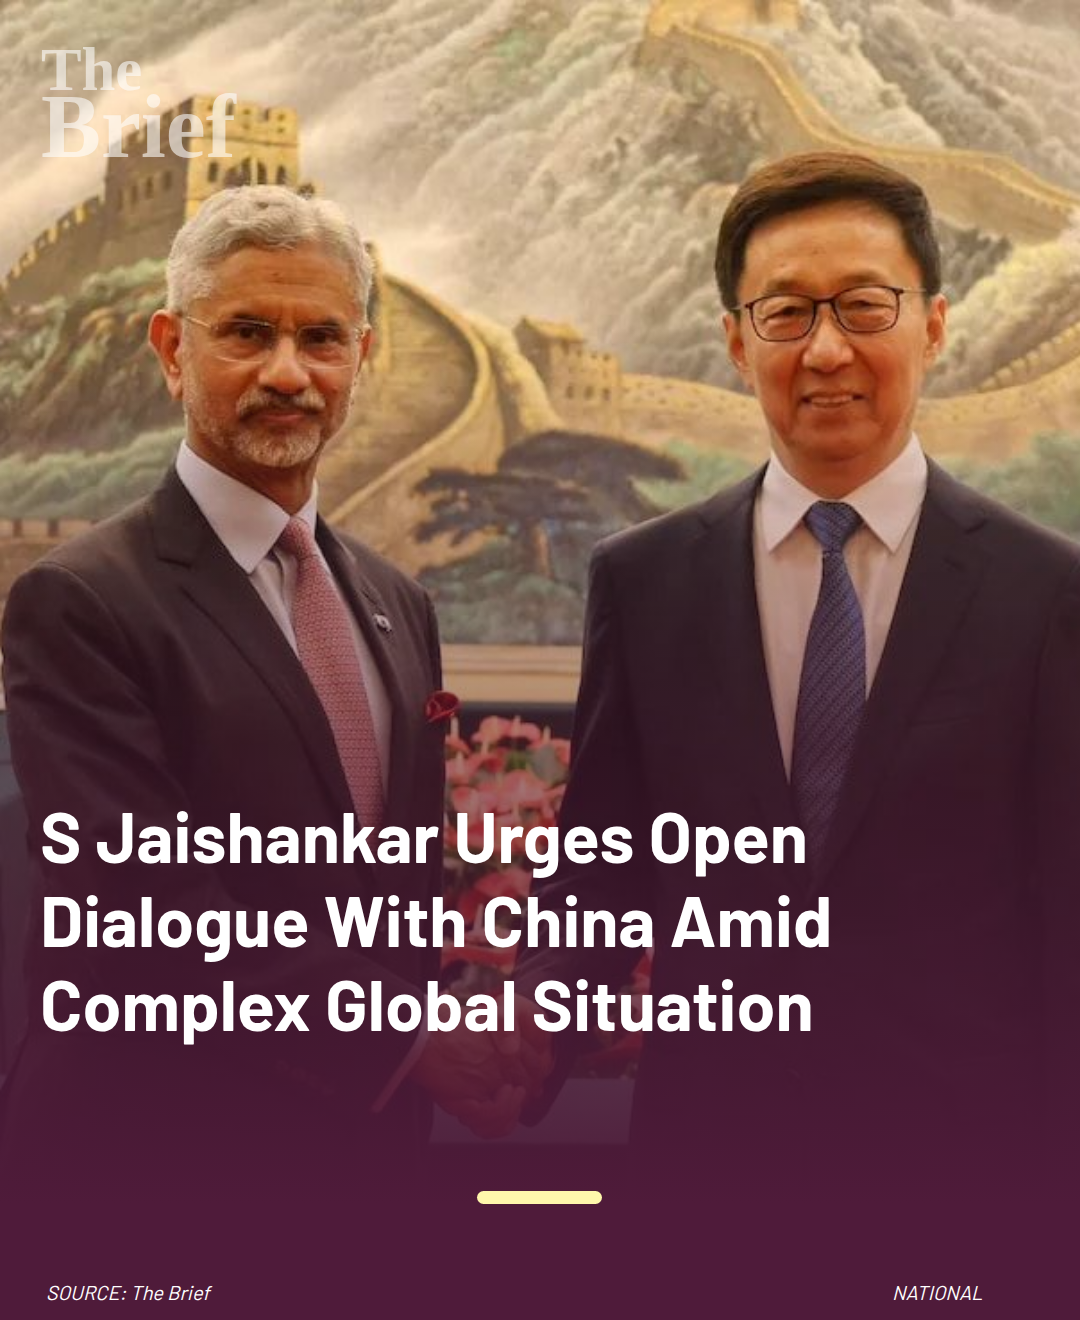 The
Brief
S Jaishankar Urges Open
Dialogue With China Amid
Complex Global Situation
SOURCE: The Brief
NATIONAL